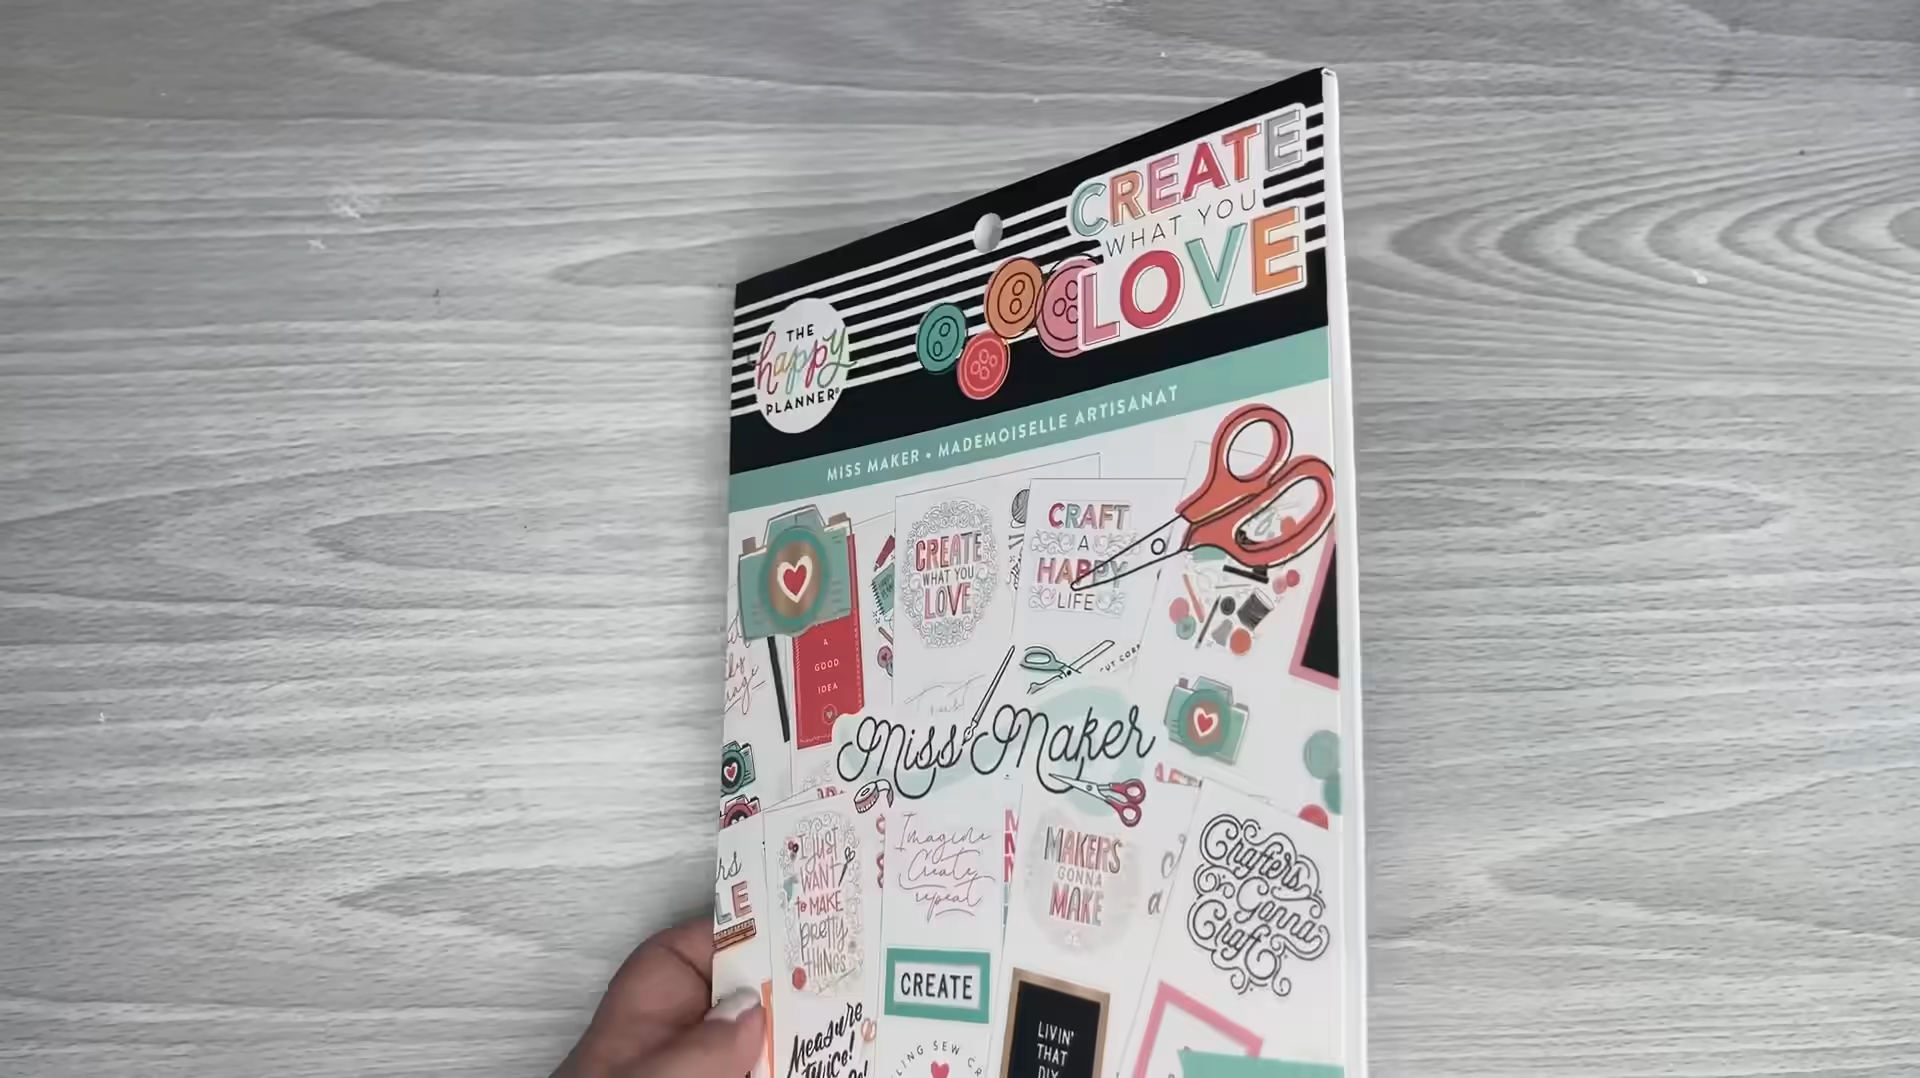 CREATE
WHAT YOU
LOVE
THE
happy
PLANNER®
MISS MAKER • MADEMOISELLE ARTISANAT
CREATE
WHAT YOU
LOVE
CRAFT
A
HAPPY
LIFE
A
GOOD
IDEA
Miss Maker
I JUST
WANT
to MAKE
pretty
THINGS
Imagine
Create
repeat
MAKERS
GONNA
MAKE
Crafters
Gonna
Craft
CREATE
Measure
twice!
LIVIN'
THAT
DIY